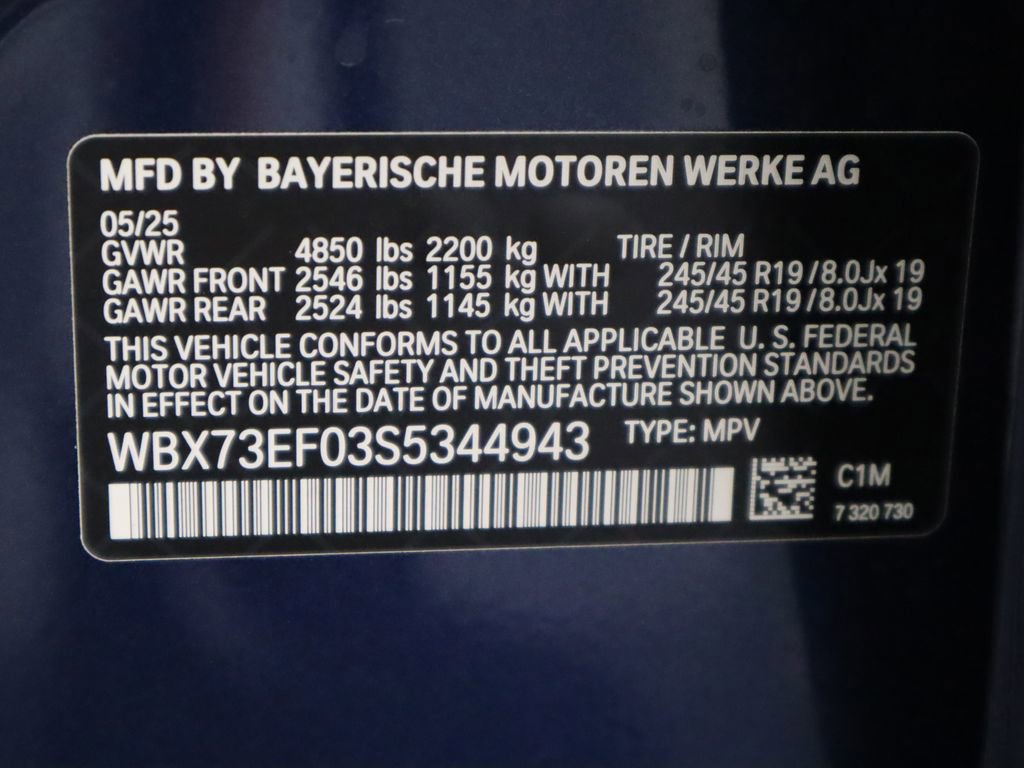 MFD BY BAYERISCHE MOTOREN WERKE AG
05/25
GVWR 4850 lbs 2200 kg TIRE / RIM
GAWR FRONT 2546 lbs 1155 kg WITH 245/45 R19/8.0Jx 19
GAWR REAR 2524 lbs 1145 kg WITH 245/45 R19/8.0Jx 19
THIS VEHICLE CONFORMS TO ALL APPLICABLE U. S. FEDERAL
MOTOR VEHICLE SAFETY AND THEFT PREVENTION STANDARDS
IN EFFECT ON THE DATE OF MANUFACTURE SHOWN ABOVE.
WBX73EF03S5344943 TYPE: MPV
C1M
7 320 730